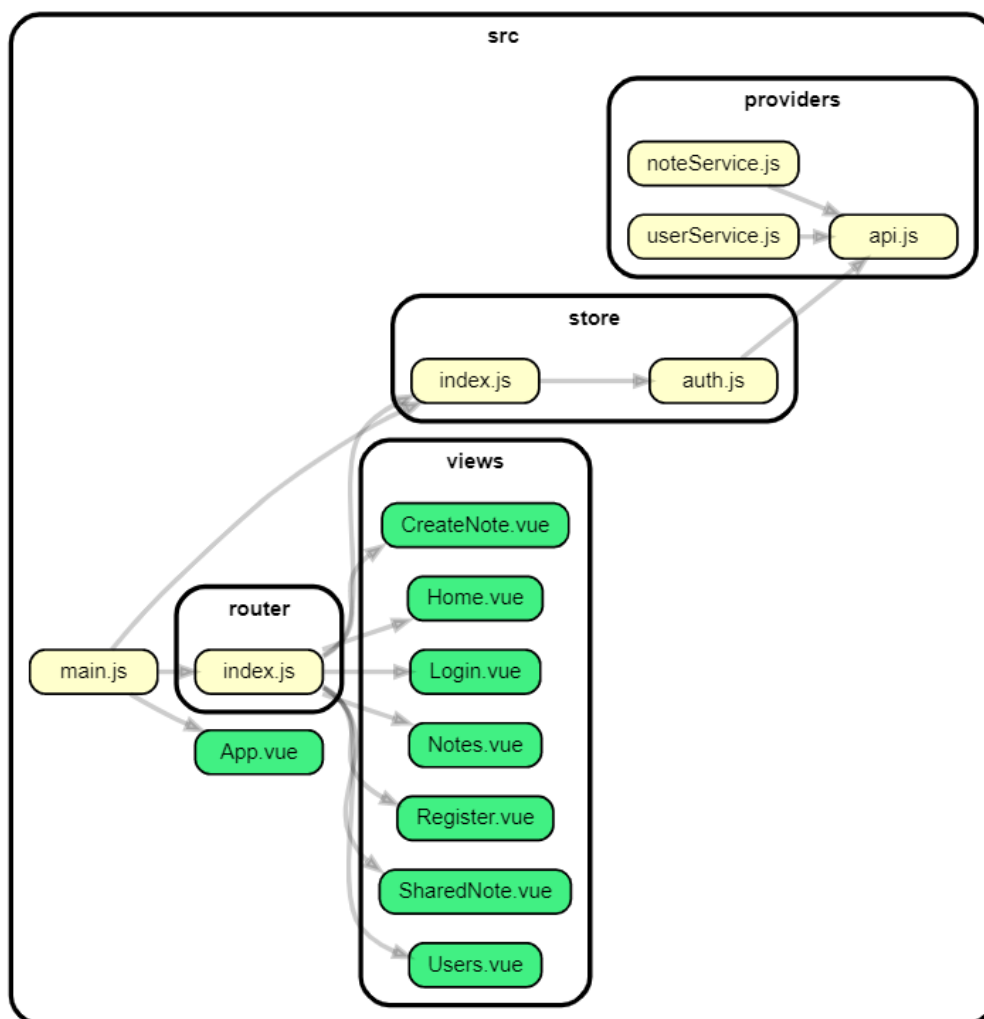 src
providers
noteService.js
userService.js
api.js
store
index.js
auth.js
views
CreateNote.vue
Home.vue
router
main.js
index.js
Login.vue
App.vue
Notes.vue
Register.vue
SharedNote.vue
Users.vue